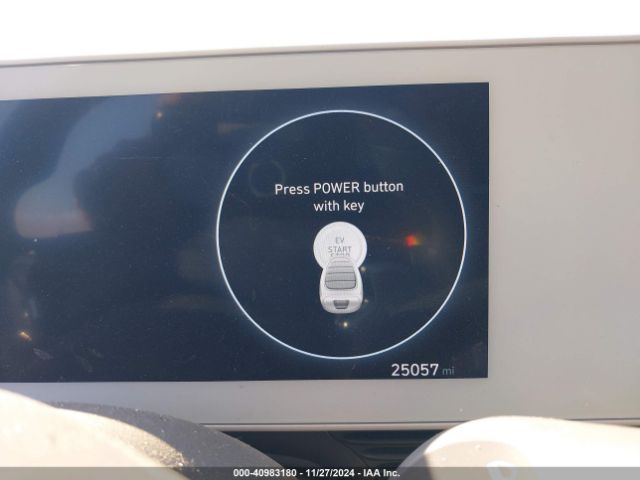 Press POWER button
with key
EV
START
25057 mi
000-40983180 - 11/27/2024 - IAA Inc.